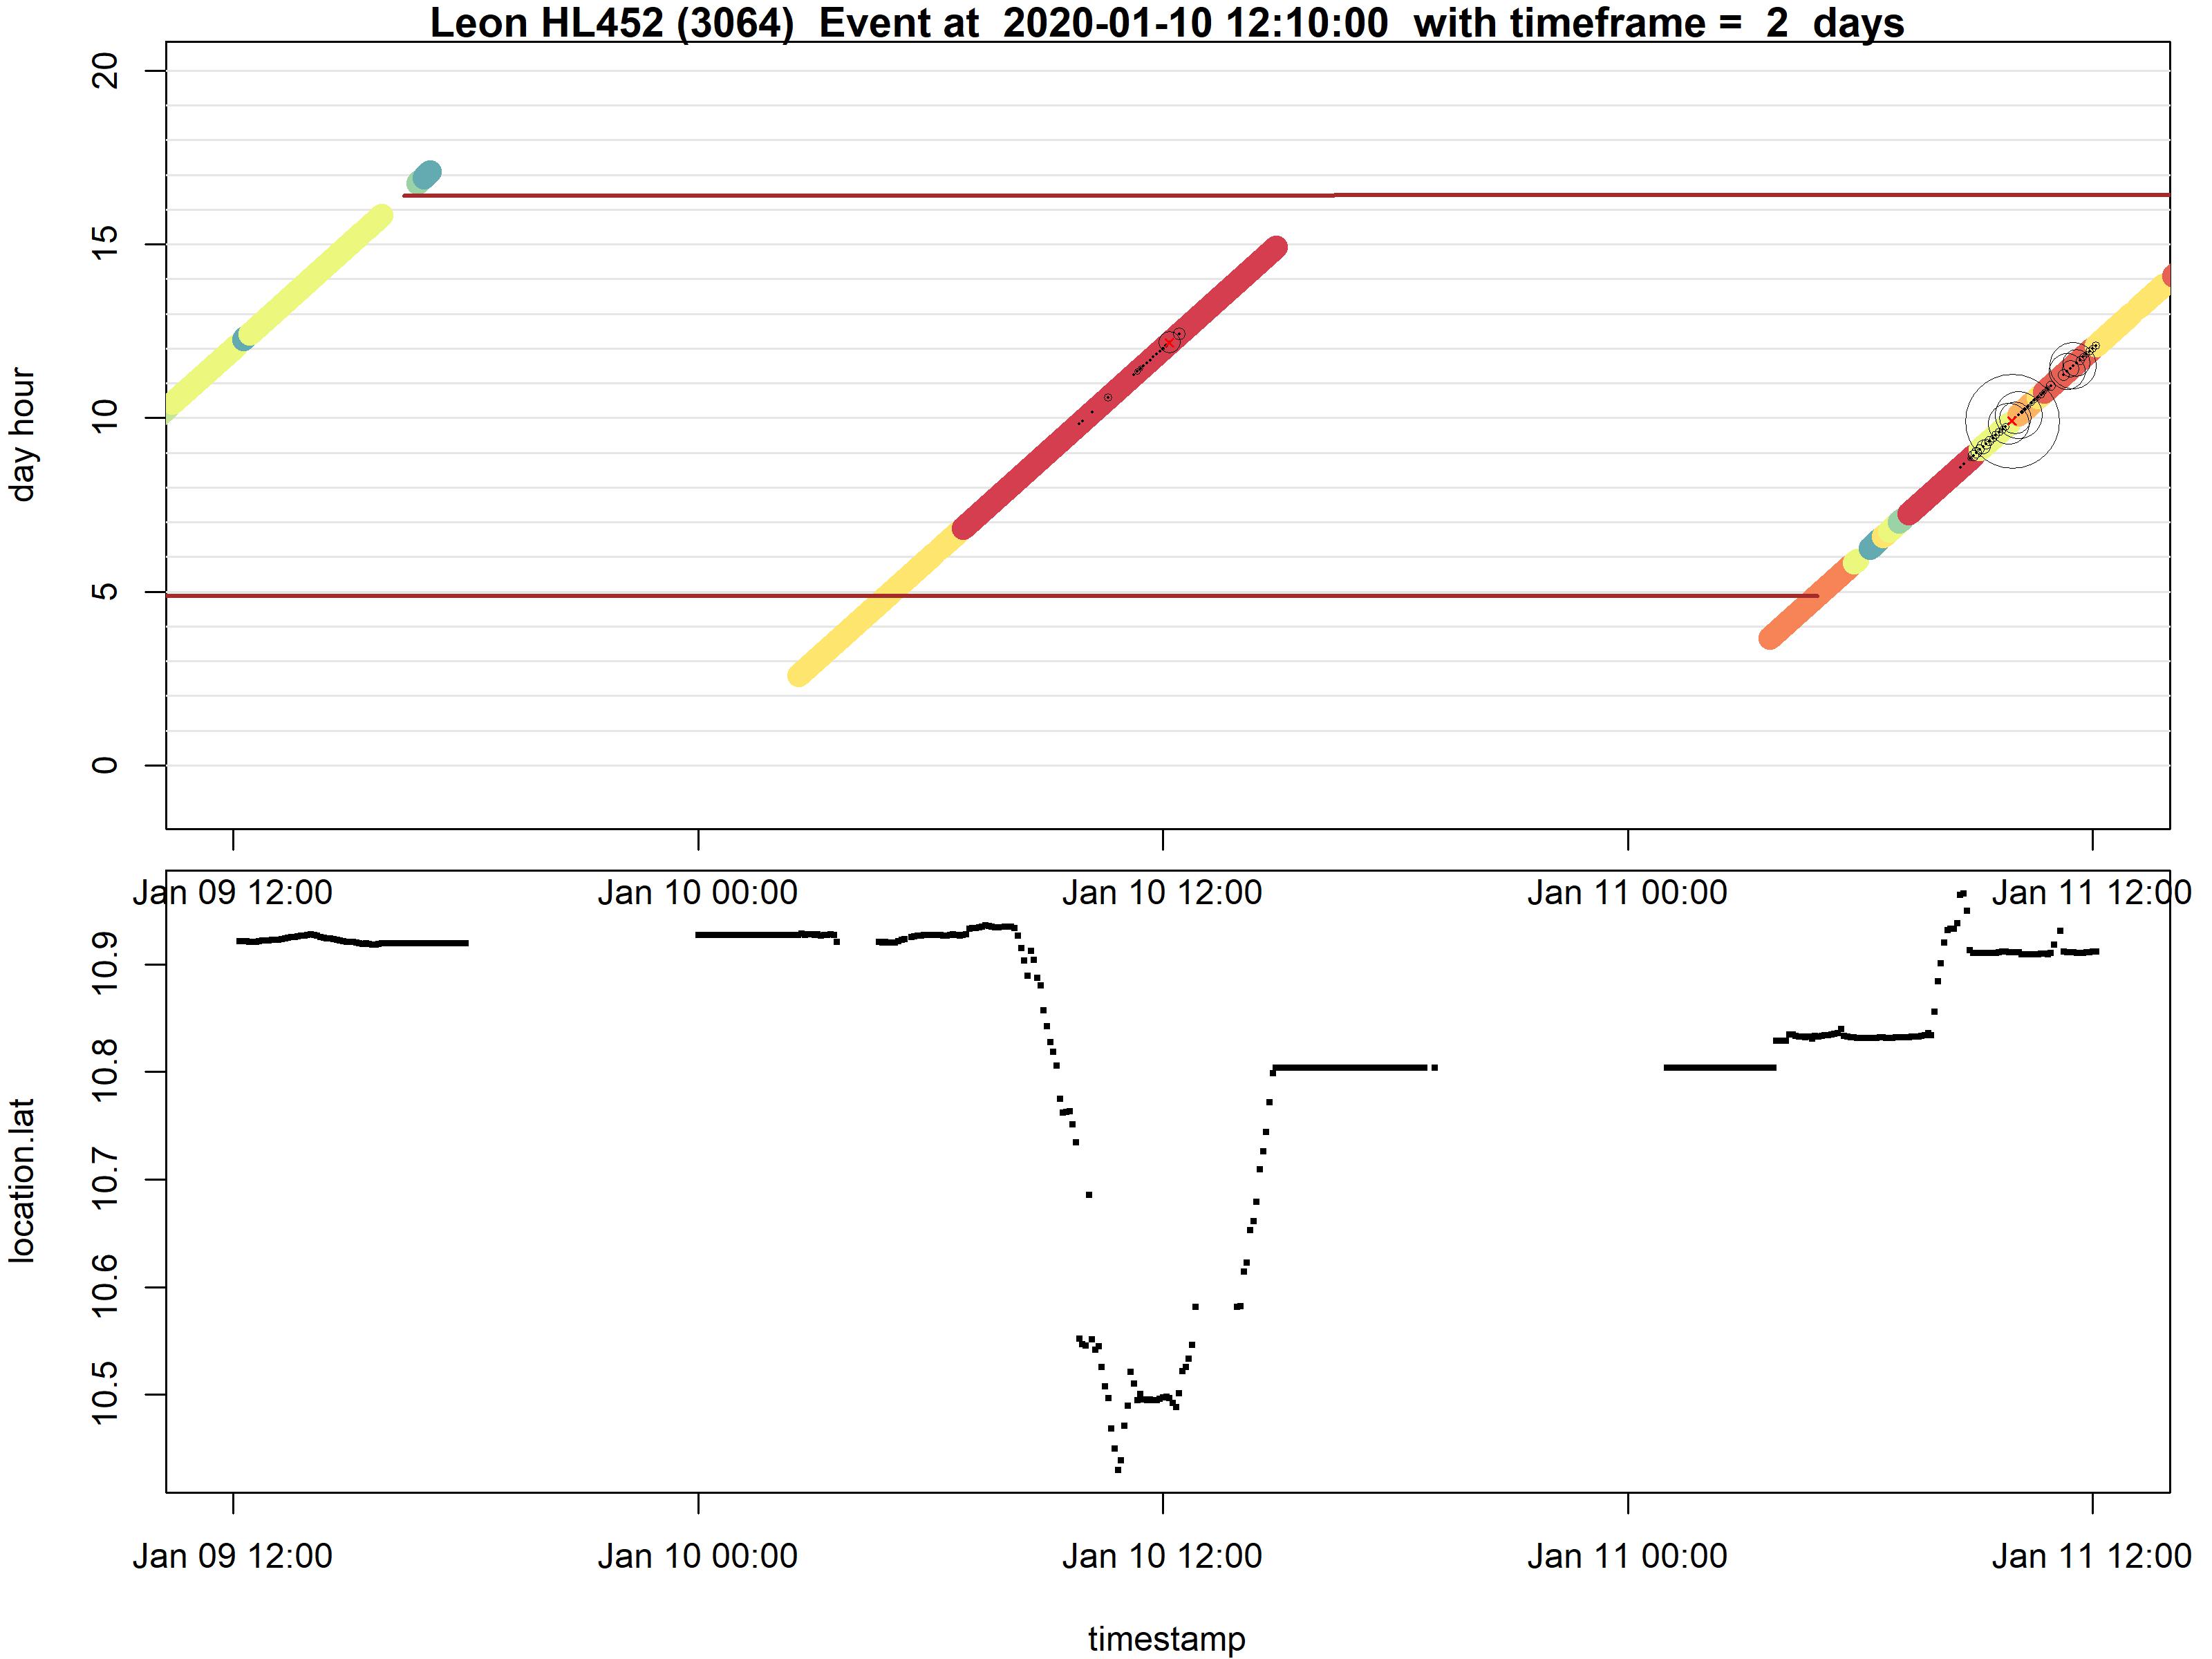 Leon HL452 (3064)  Event at  2020-01-10 12:10:00  with timeframe =  2  days
20
15
10
5
0
day hour
Jan 09 12:00
Jan 10 00:00
Jan 10 12:00
Jan 11 00:00
Jan 11 12:00
10.9
10.8
10.7
10.6
10.5
location.lat
Jan 09 12:00
Jan 10 00:00
Jan 10 12:00
Jan 11 00:00
Jan 11 12:00
timestamp